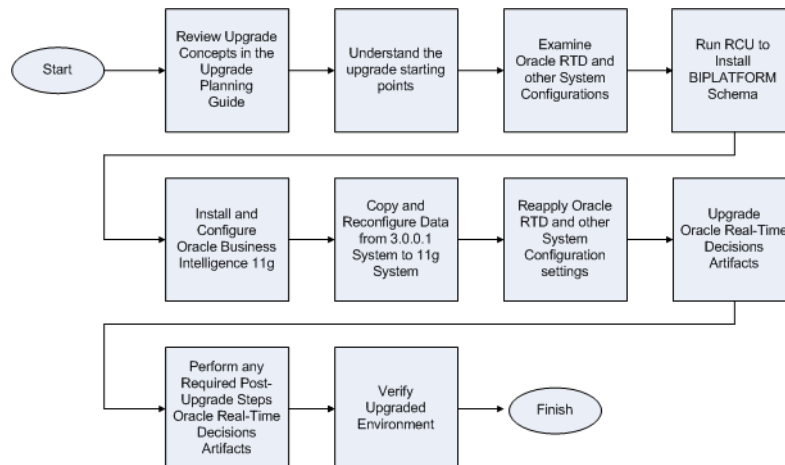 Start
Review Upgrade
Concepts in the
Upgrade
Planning
Guide
Understand the
upgrade starting
points
Examine
Oracle RTD and
other System
Configurations
Run RCU to
Install
BIPLATFORM
Schema
Install and
Configure
Oracle Business
Intelligence 11g
Copy and
Reconfigure Data
from 3.0.0.1
System to 11g
System
Reapply Oracle
RTD and other
System
Configuration
settings
Upgrade
Oracle Real-Time
Decisions
Artifacts
Perform any
Required Post-
Upgrade Steps
Oracle Real-Time
Decisions
Artifacts
Verify
Upgraded
Environment
Finish